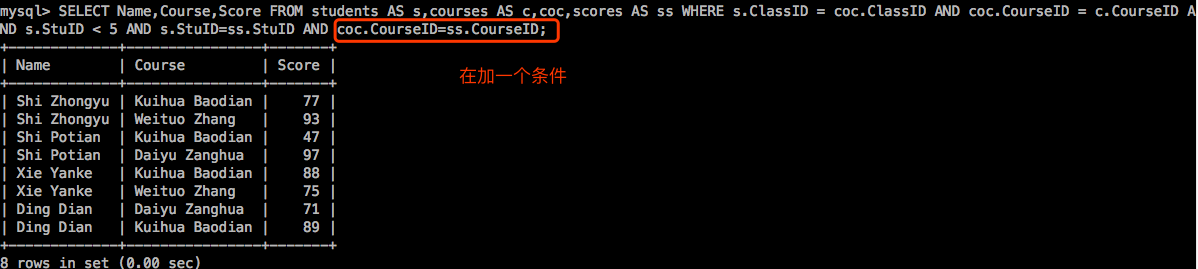 mysql> SELECT Name,Course,Score FROM students AS s,courses AS c,coc,scores AS ss WHERE s.ClassID = coc.ClassID AND coc.CourseID = c.CourseID A
ND s.StuID < 5 AND s.StuID=ss.StuID AND coc.CourseID=ss.CourseID;
+-------------+----------------+-------+
| Name        | Course         | Score |
+-------------+----------------+-------+
在加一个条件
| Shi Zhongyu | Kuihua Baodian |    77 |
| Shi Zhongyu | Weituo Zhang   |    93 |
| Shi Potian  | Kuihua Baodian |    47 |
| Shi Potian  | Daiyu Zanghua  |    97 |
| Xie Yanke   | Kuihua Baodian |    88 |
| Xie Yanke   | Weituo Zhang   |    75 |
| Ding Dian   | Daiyu Zanghua  |    71 |
| Ding Dian   | Kuihua Baodian |    89 |
+-------------+----------------+-------+
8 rows in set (0.00 sec)